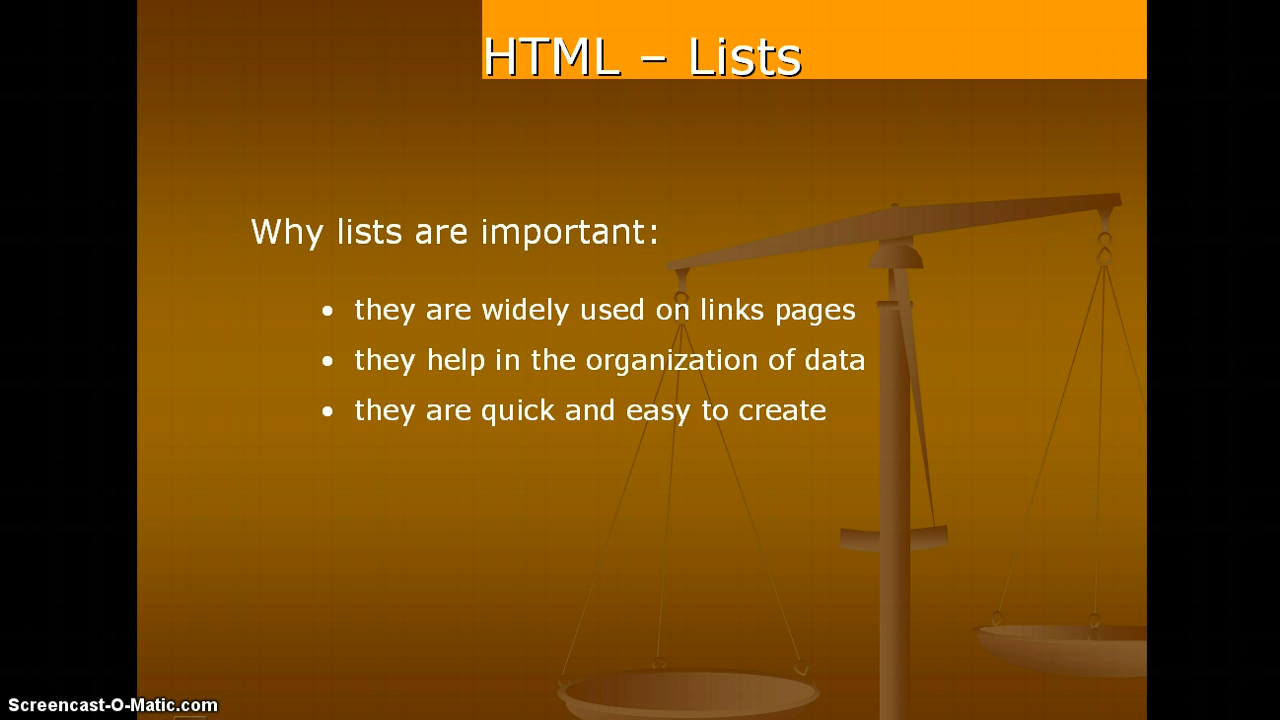 HTML – Lists
Why lists are important:
• they are widely used on links pages
• they help in the organization of data
• they are quick and easy to create
Screencast-O-Matic.com